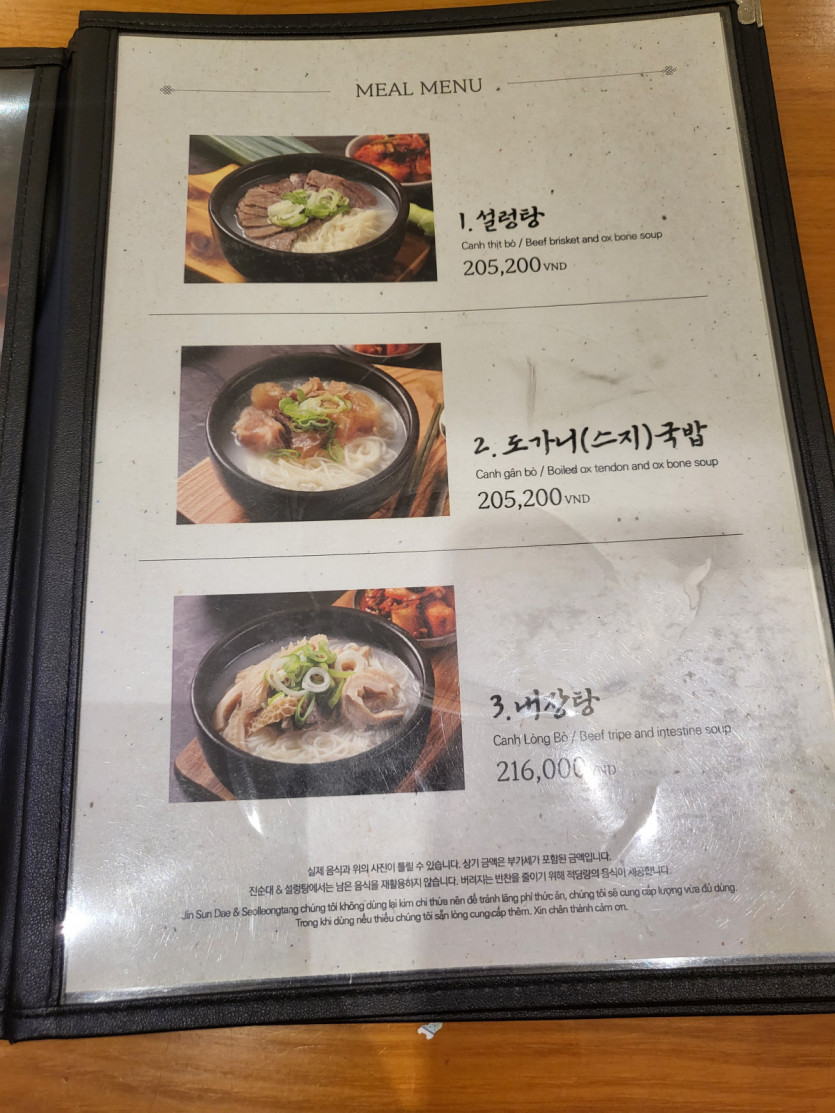 MEAL MENU
1. 설렁탕
Canh thịt bò / Beef brisket and ox bone soup
205,200 VND
2. 도가니(스지)국밥
Canh gân bò / Boiled ox tendon and ox bone soup
205,200 VND
3. 내장탕
Canh Lòng Bò / Beef tripe and intestine soup
216,000 VND
실제 음식과 위의 사진이 틀릴 수 있습니다. 상기 금액은 부가세가 포함된 금액입니다.
진순대 & 설렁탕에서는 남은 음식을 재활용하지 않습니다. 버려지는 반찬을 줄이기 위해 적당량의 음식이 제공합니다.
Jin Sun Dae & Seolleongtang chúng tôi không dùng lại kim chi thừa nên để tránh lãng phí thức ăn, chúng tôi sẽ cung cấp lượng vừa đủ dùng.
Trong khi dùng nếu thiếu chúng tôi sẵn lòng cung cấp thêm. Xin chân thành cảm ơn.